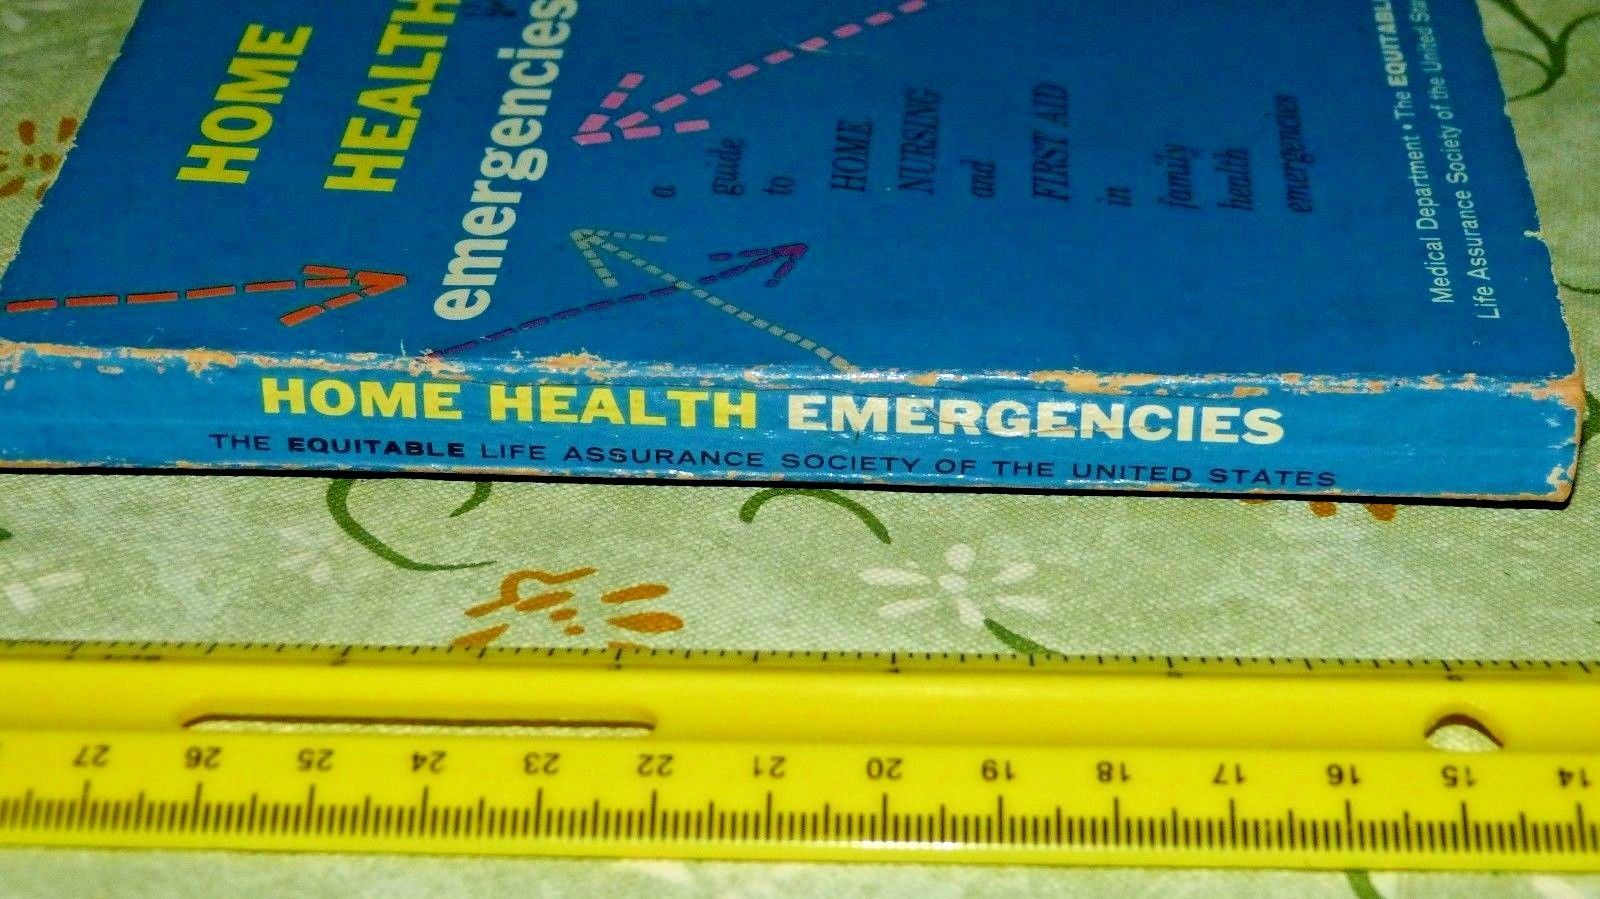 HOME
HEALTH
emergencies
a
guide
to
HOME
NURSING
and
FIRST AID
in
family
health
emergencies
Medical Department • The EQUITABLE
Life Assurance Society of the United
HOME HEALTH EMERGENCIES
THE EQUITABLE LIFE ASSURANCE SOCIETY OF THE UNITED STATES
27 26 25 24 23 22 21 20 19 18 17 16 15 14